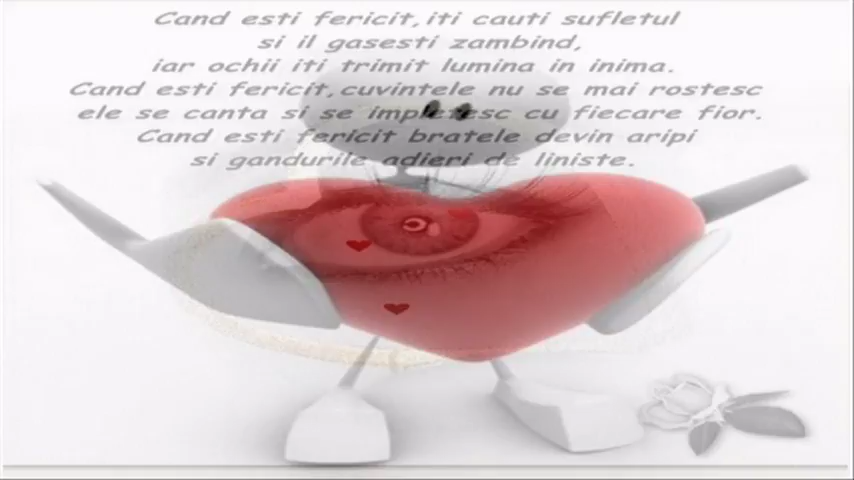 Cand esti fericit,iti cauti sufletul
si il gasesti zambind,
iar ochii iti trimit lumina in inima.
Cand esti fericit,cuvintele nu se mai rostesc
ele se canta si se impletesc cu fiecare fior.
Cand esti fericit bratele devin aripi
si gandurile adieri de liniste.